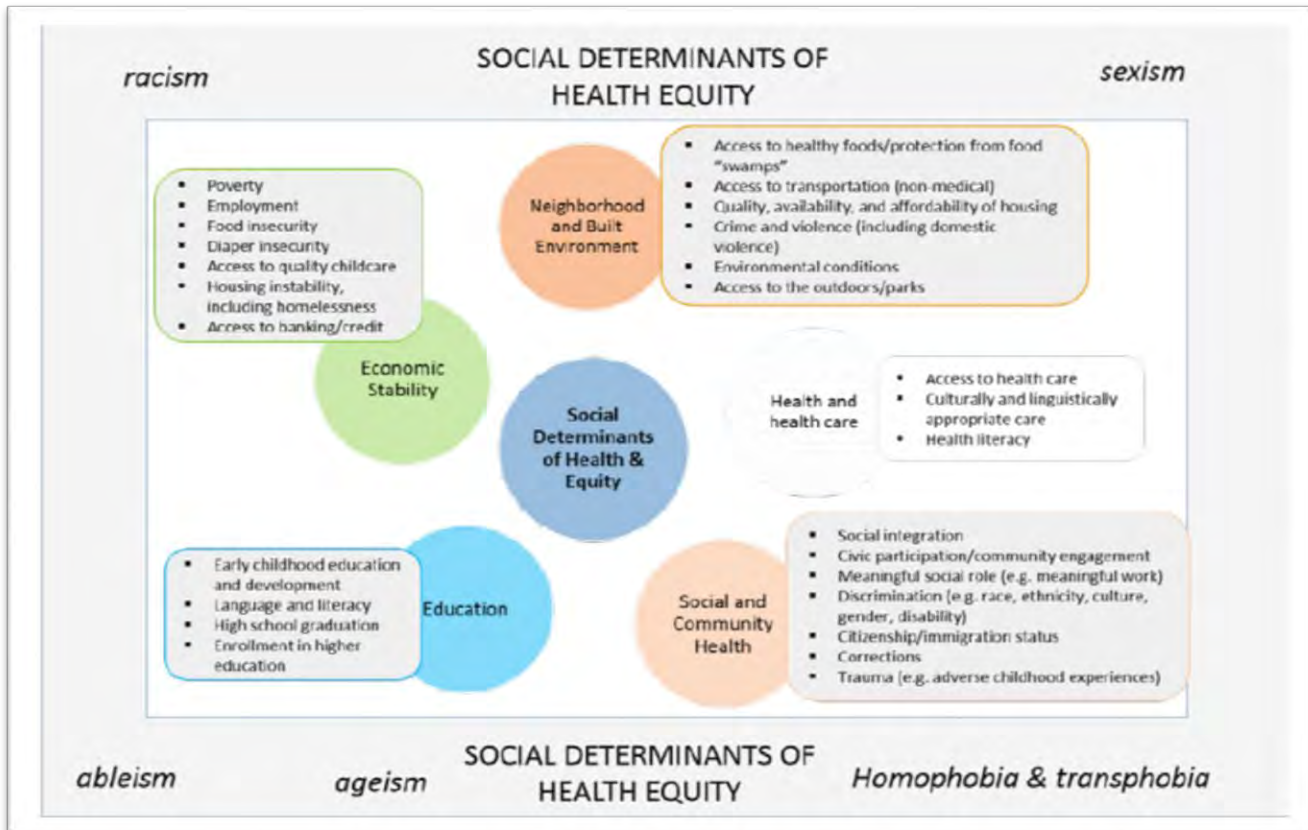 racism
SOCIAL DETERMINANTS OF
HEALTH EQUITY
sexism
▪ Poverty
▪ Employment
▪ Food insecurity
▪ Diaper insecurity
▪ Access to quality childcare
▪ Housing instability,
including homelessness
▪ Access to banking/credit
Economic
Stability
Neighborhood
and Built
Environment
▪ Access to healthy foods/protection from food
"swamps"
▪ Access to transportation (non-medical)
▪ Quality, availability, and affordability of housing
▪ Crime and violence (including domestic
violence)
▪ Environmental conditions
▪ Access to the outdoors/parks
Social
Determinants
of Health &
Equity
Health and
health care
▪ Access to health care
▪ Culturally and linguistically
appropriate care
▪ Health literacy
▪ Early childhood education
and development
▪ Language and literacy
▪ High school graduation
▪ Enrollment in higher
education
Education
Social and
Community
Health
▪ Social integration
▪ Civic participation/community engagement
▪ Meaningful social role (e.g. meaningful work)
▪ Discrimination (e.g. race, ethnicity, culture,
gender, disability)
▪ Citizenship/immigration status
▪ Corrections
▪ Trauma (e.g. adverse childhood experiences)
ableism
ageism
SOCIAL DETERMINANTS OF
HEALTH EQUITY
Homophobia & transphobia